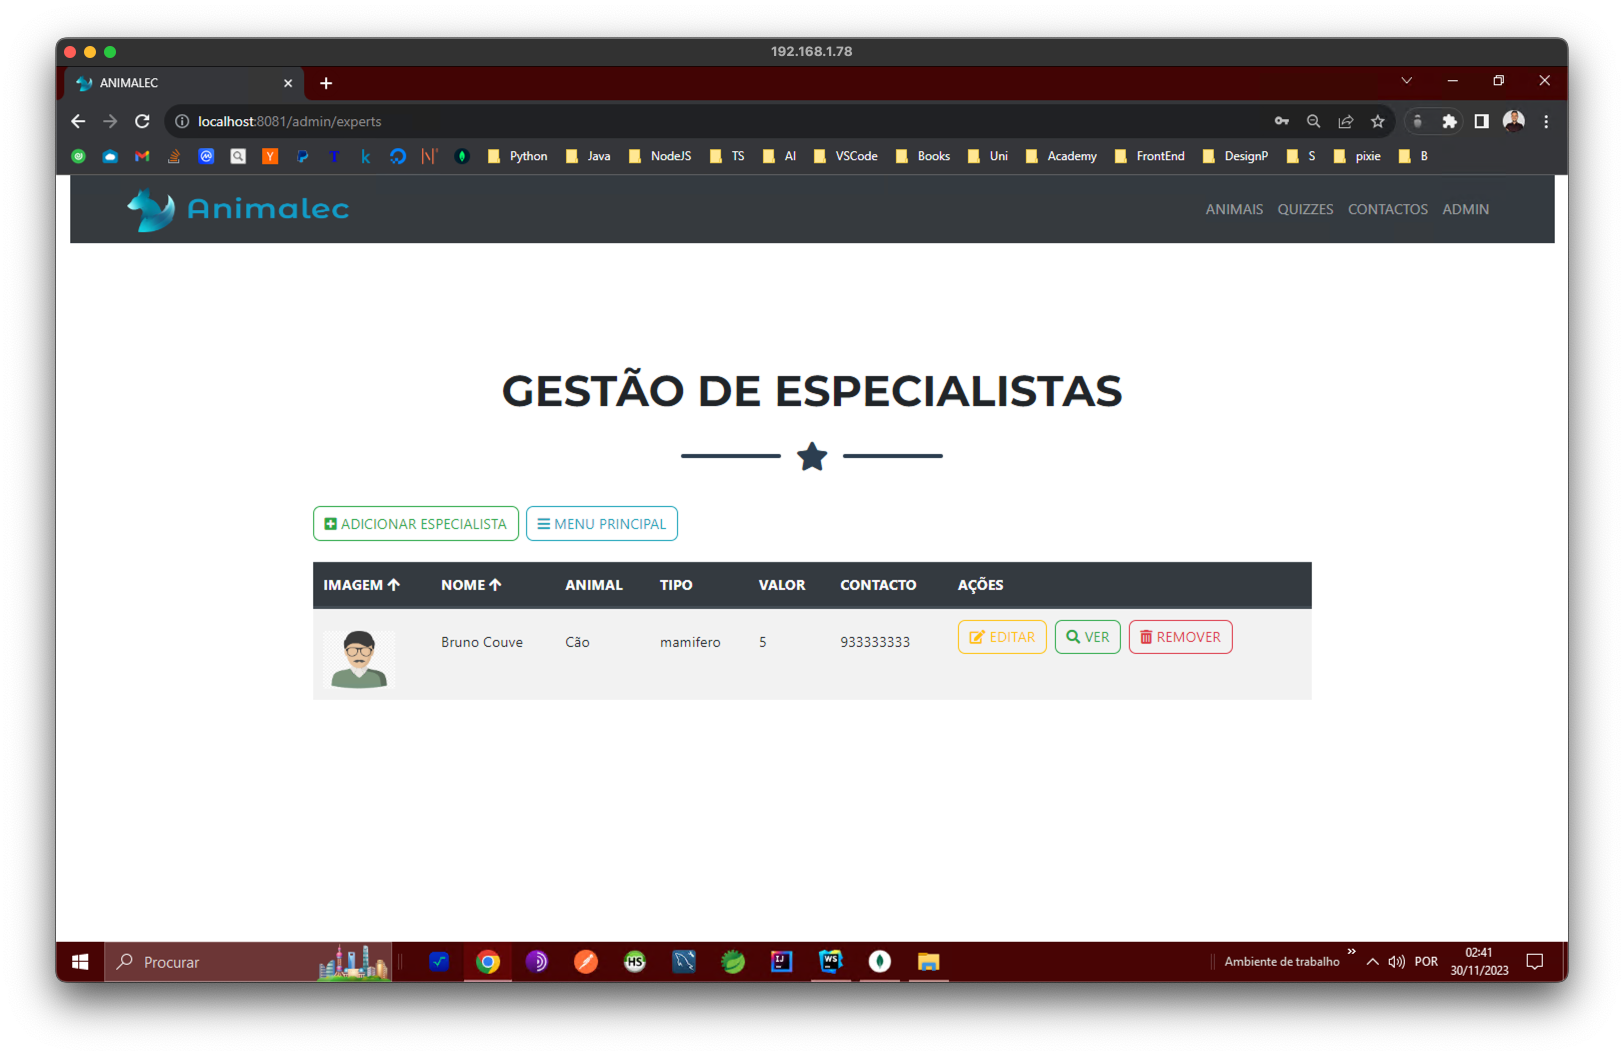 192.168.1.78
ANIMALEC
localhost:8081/admin/experts
Python Java NodeJS TS AI VSCode Books Uni Academy FrontEnd DesignP S pixie B
Animalec
ANIMAIS QUIZZES CONTACTOS ADMIN
GESTÃO DE ESPECIALISTAS
ADICIONAR ESPECIALISTA MENU PRINCIPAL
IMAGEM NOME ANIMAL TIPO VALOR CONTACTO AÇÕES
Bruno Couve Cão mamifero 5 933333333 EDITAR VER REMOVER
Procurar
Ambiente de trabalho
POR
02:41
30/11/2023